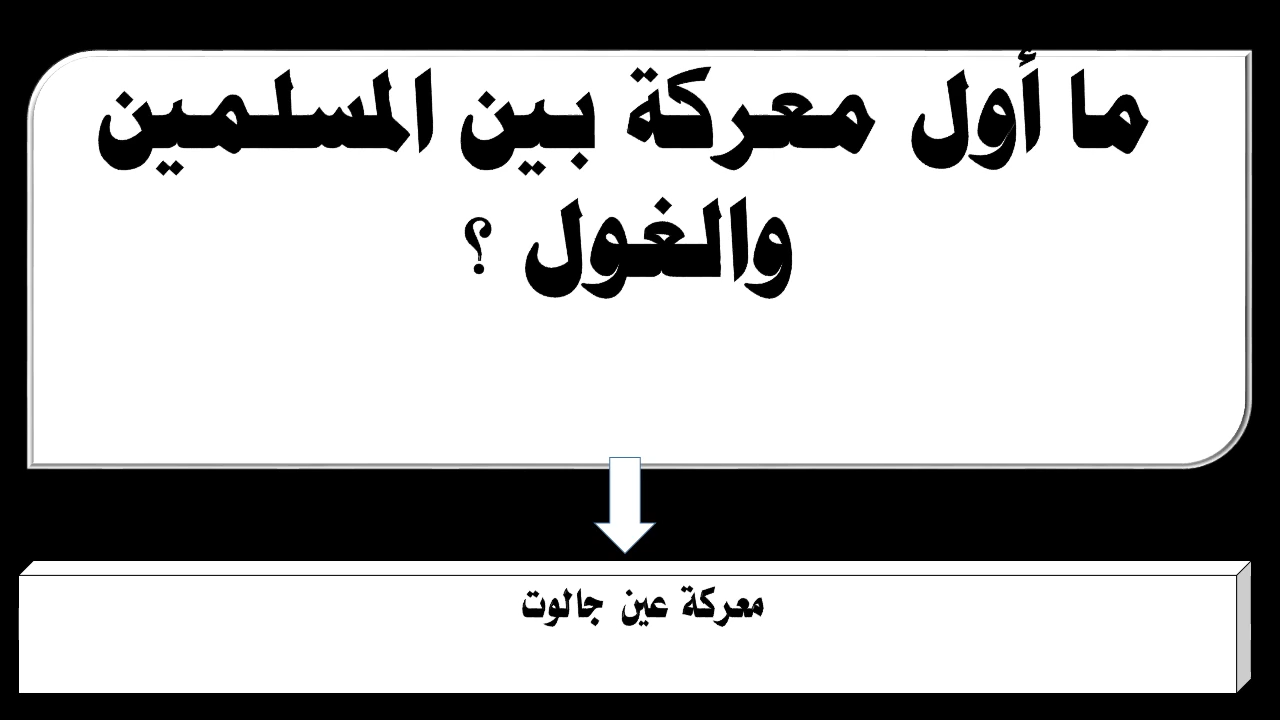 ما أول معركة بين المسلمين
والغول ؟
معركة عين جالوت